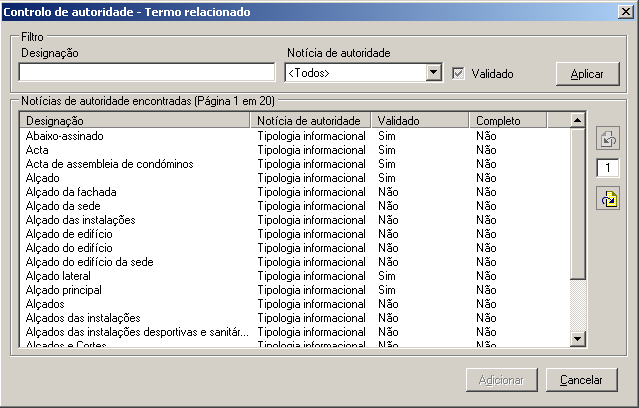 Controlo de autoridade - Termo relacionado
Filtro
Designação Notícia de autoridade
<Todos> Validado Aplicar
Notícias de autoridade encontradas (Página 1 em 20)
Designação Notícia de autoridade Validado Completo
Abaixo-assinado Tipologia informacional Sim Não
Acta Tipologia informacional Sim Não
Acta de assembleia de condóminos Tipologia informacional Sim Não
Alçado Tipologia informacional Sim Não
Alçado da fachada Tipologia informacional Não Não
Alçado da sede Tipologia informacional Não Não
Alçado das instalações Tipologia informacional Não Não
Alçado de edifício Tipologia informacional Não Não
Alçado do edifício Tipologia informacional Não Não
Alçado do edifício da sede Tipologia informacional Não Não
Alçado lateral Tipologia informacional Sim Não
Alçado principal Tipologia informacional Sim Não
Alçados Tipologia informacional Não Não
Alçados das instalações Tipologia informacional Não Não
Alçados das instalações desportivas e sanitár... Tipologia informacional Não Não
Alçados e Cortes Tipologia informacional Não Não
1
Adicionar Cancelar